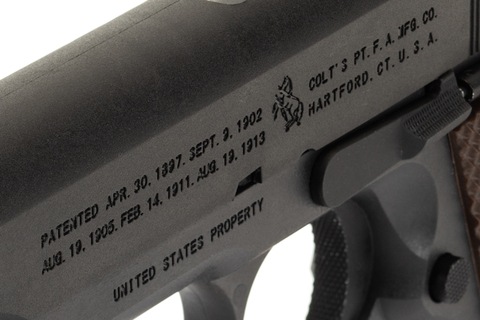 PATENTED APR. 20. 1897. SEPT. 9. 1902
AUG. 19. 1905. FEB. 14. 1911. AUG. 19. 1913
COLT'S PT. F. A. MFG. CO.
HARTFORD. CT. U. S. A.
UNITED STATES PROPERTY